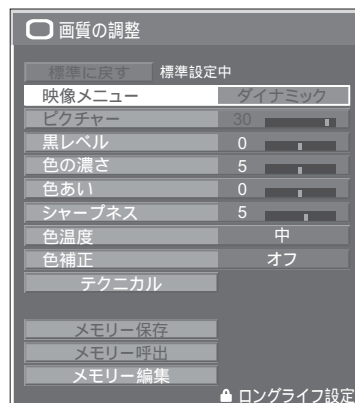 画質の調整
標準に戻す 標準設定中
映像メニュー ダイナミック
ピクチャー 30
黒レベル 0
色の濃さ 5
色あい 0
シャープネス 5
色温度 中
色補正 オフ
テクニカル
メモリー保存
メモリー呼出
メモリー編集
ロングライフ設定